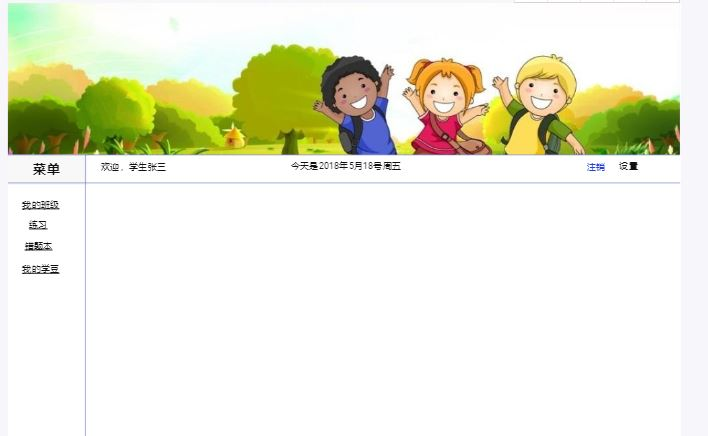 菜单
欢迎，学生张三 今天是2018年5月18号周五 注销 设置
我的班级
练习
错题本
我的学豆